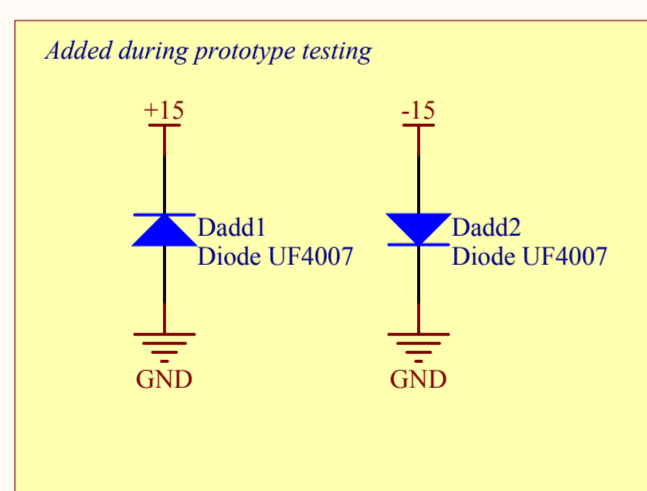 Added during prototype testing
+15
-15
Dadd1
Diode UF4007
Dadd2
Diode UF4007
GND
GND